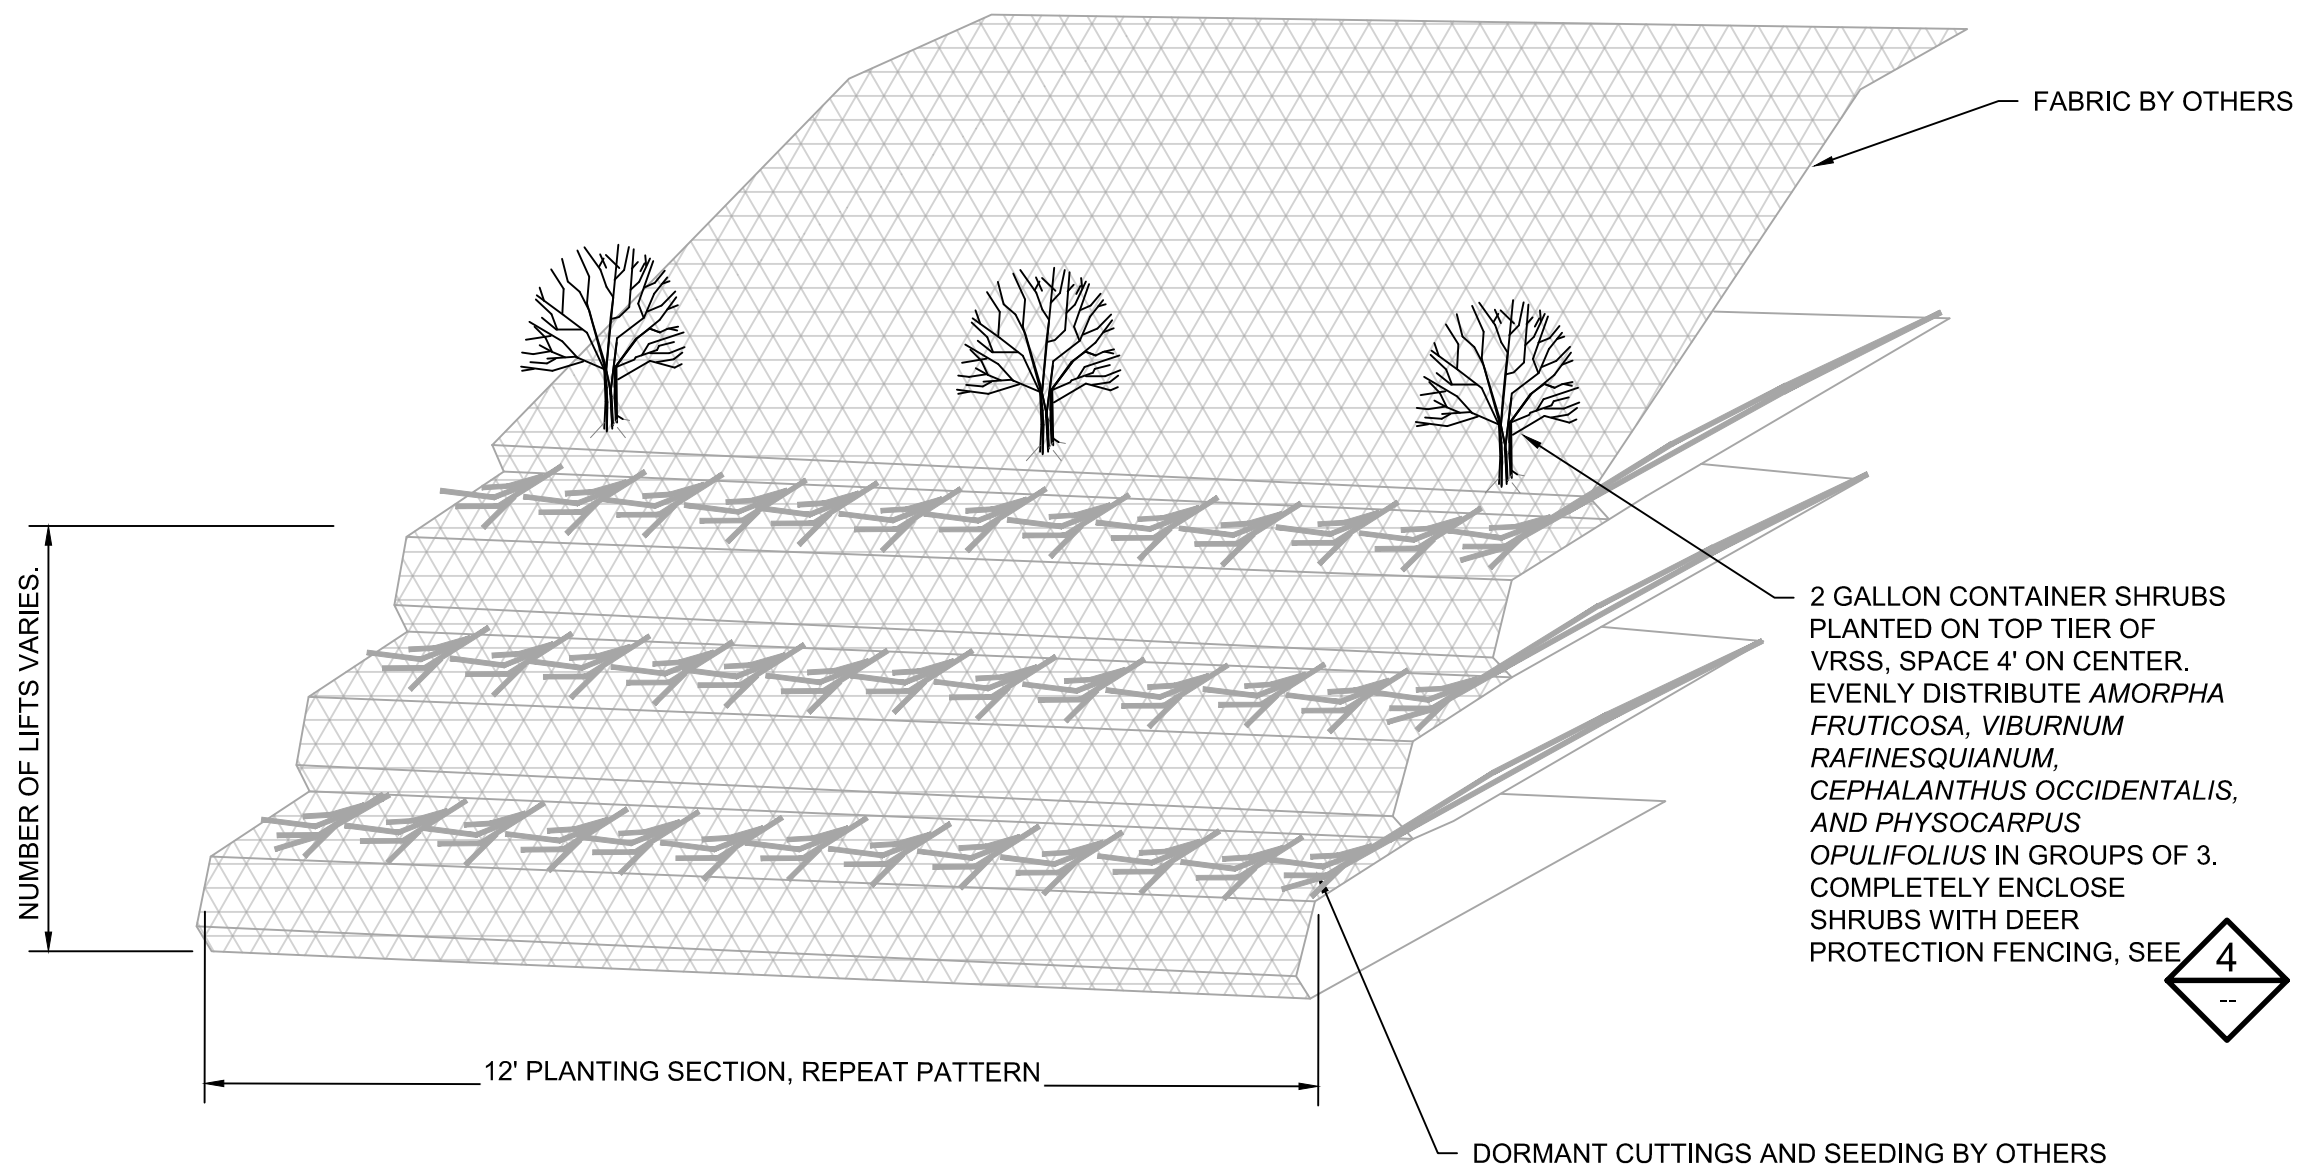 FABRIC BY OTHERS
NUMBER OF LIFTS VARIES.
2 GALLON CONTAINER SHRUBS
PLANTED ON TOP TIER OF
VRSS, SPACE 4' ON CENTER.
EVENLY DISTRIBUTE AMORPHA
FRUTICOSA, VIBURNUM
RAFINESQUIANUM,
CEPHALANTHUS OCCIDENTALIS,
AND PHYSOCARPUS
OPULIFOLIUS IN GROUPS OF 3.
COMPLETELY ENCLOSE
SHRUBS WITH DEER
PROTECTION FENCING, SEE
4
--
12' PLANTING SECTION, REPEAT PATTERN
DORMANT CUTTINGS AND SEEDING BY OTHERS